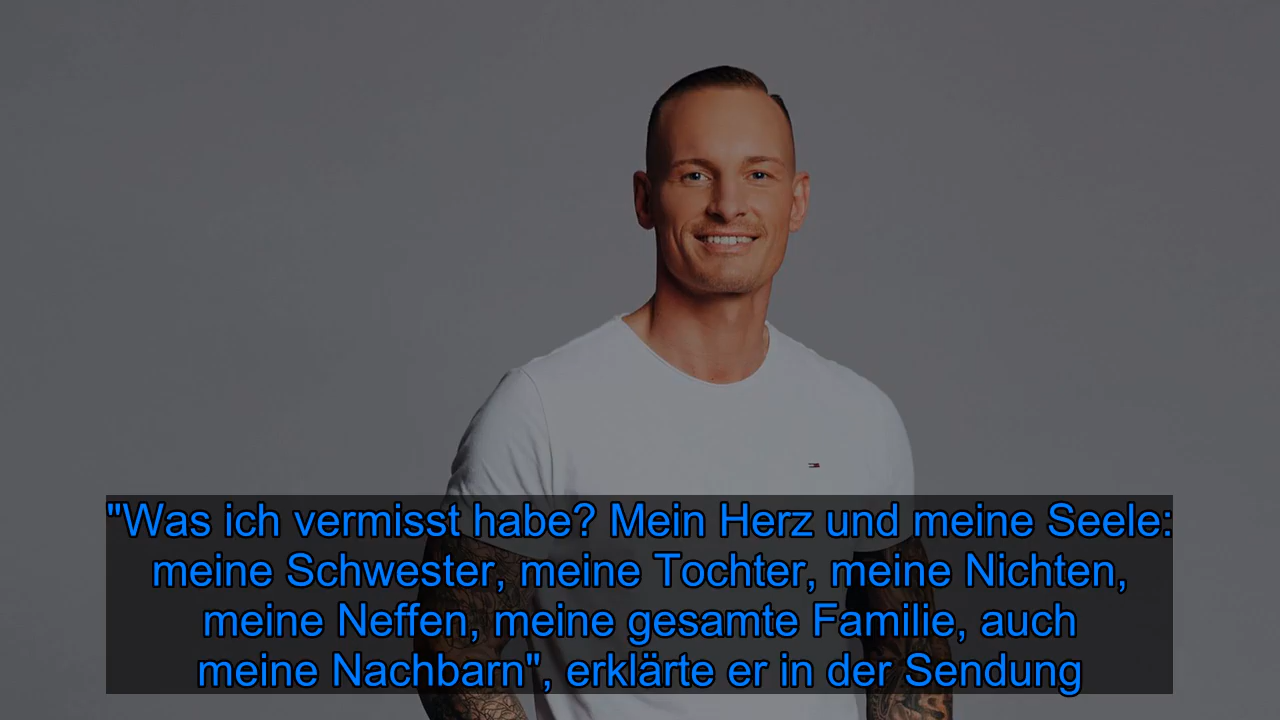 "Was ich vermisst habe? Mein Herz und meine Seele:
meine Schwester, meine Tochter, meine Nichten,
meine Neffen, meine gesamte Familie, auch
meine Nachbarn", erklärte er in der Sendung